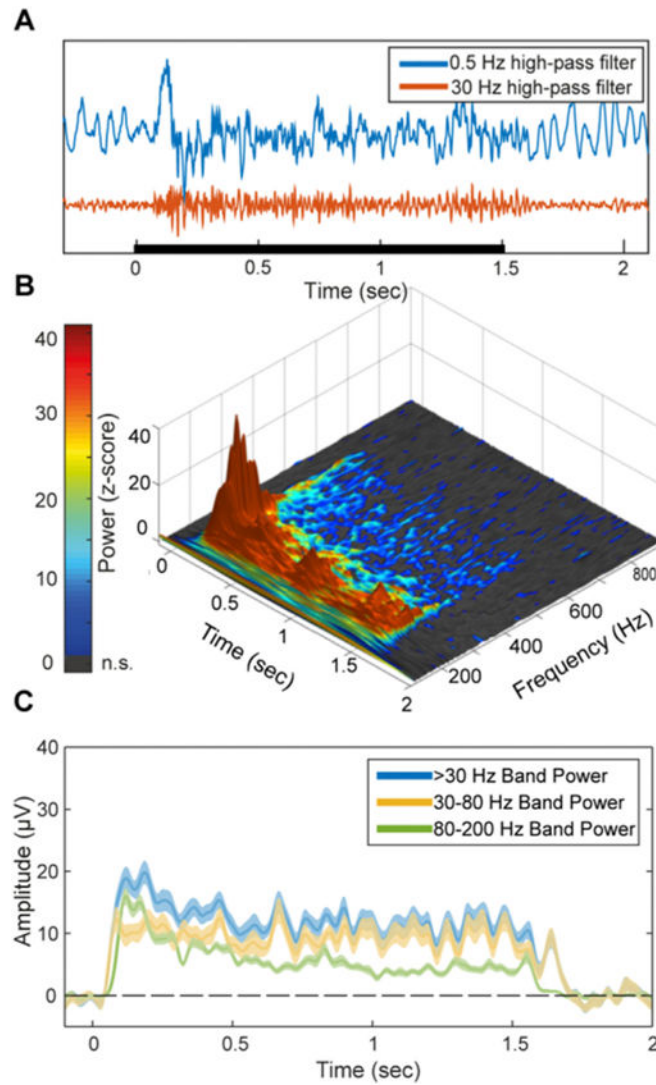 A
0.5 Hz high-pass filter
30 Hz high-pass filter
0 0.5 1 1.5 2
Time (sec)
B
40
30
20
10
0
n.s.
Power (z-score)
40
20
0
0
0.5
1
1.5
2
Time (sec)
200
400
600
800
Frequency (Hz)
C
>30 Hz Band Power
30-80 Hz Band Power
80-200 Hz Band Power
40
30
20
10
0
Amplitude (µV)
0 0.5 1 1.5 2
Time (sec)